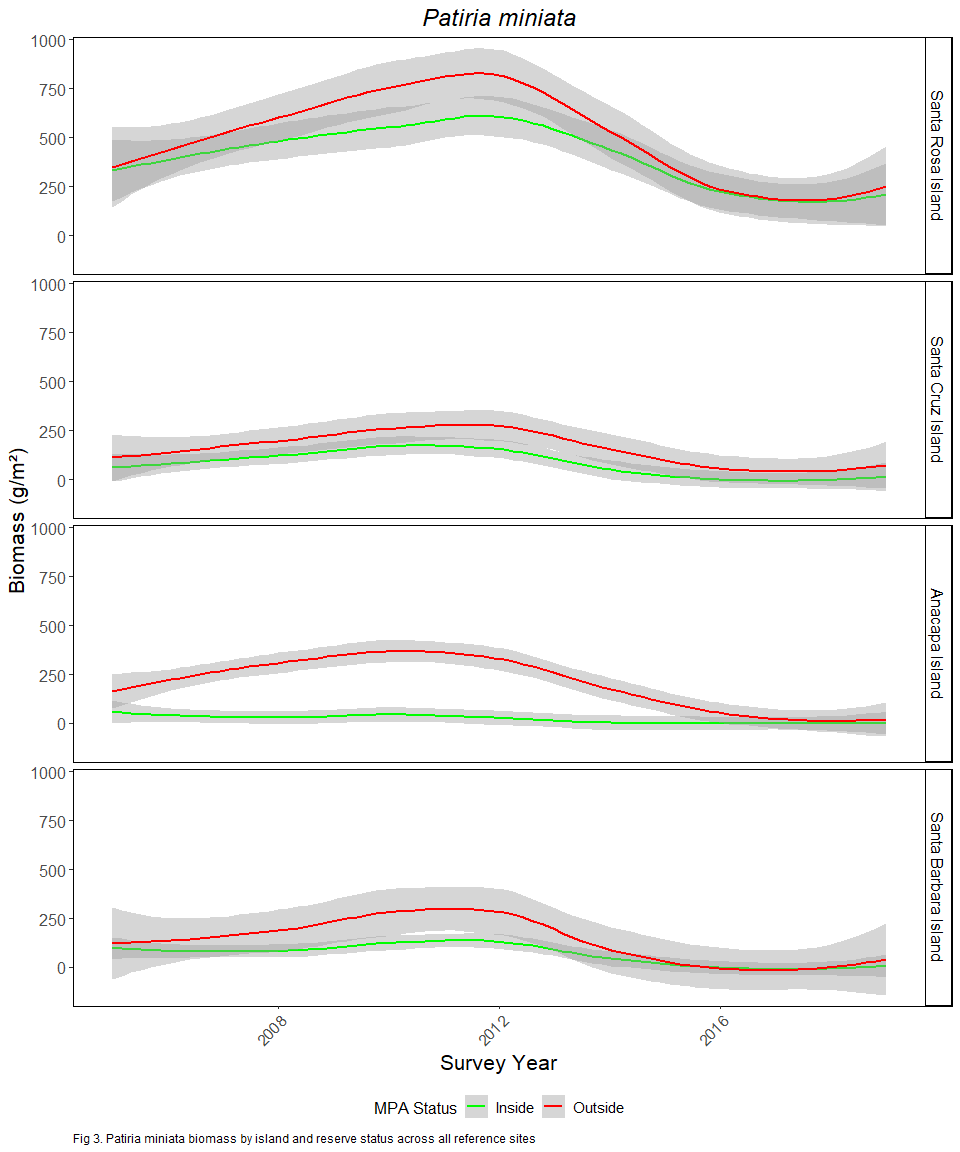 Patiria miniata
1000
750
500
250
0
Santa Rosa Island
1000
750
500
250
0
Santa Cruz Island
Biomass (g/m²)
1000
750
500
250
0
Anacapa Island
1000
750
500
250
0
Santa Barbara Island
2008
2012
2016
Survey Year
MPA Status Inside Outside
Fig 3. Patiria miniata biomass by island and reserve status across all reference sites